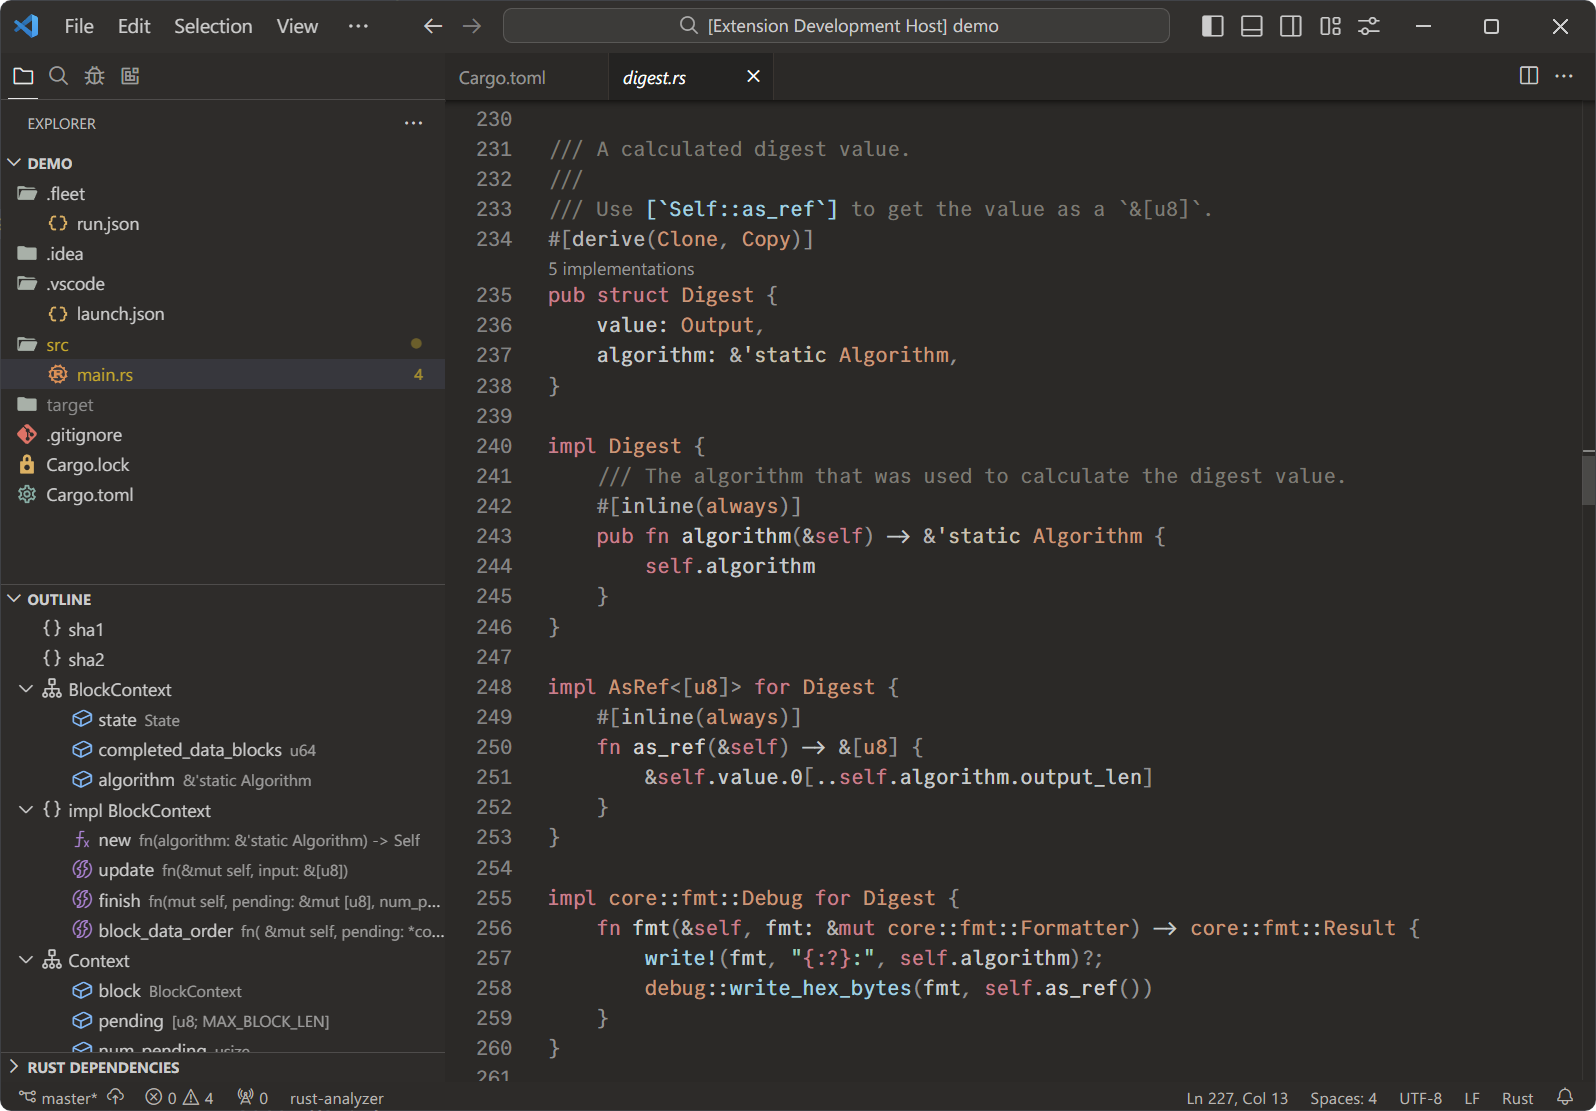 File Edit Selection View ··· [Extension Development Host] demo
Cargo.toml digest.rs
EXPLORER ···
DEMO
.fleet
{} run.json
.idea
.vscode
{} launch.json
src
main.rs 4
target
.gitignore
Cargo.lock
Cargo.toml
OUTLINE
{} sha1
{} sha2
BlockContext
state State
completed_data_blocks u64
algorithm &'static Algorithm
{} impl BlockContext
new fn(algorithm: &'static Algorithm) -> Self
update fn(&mut self, input: &[u8])
finish fn(mut self, pending: &mut [u8], num_p...
block_data_order fn( &mut self, pending: *co...
Context
block BlockContext
pending [u8; MAX_BLOCK_LEN]
num_pending usize
RUST DEPENDENCIES
230
231 /// A calculated digest value.
232 ///
233 /// Use [`Self::as_ref`] to get the value as a `&[u8]`.
234 #[derive(Clone, Copy)]
5 implementations
235 pub struct Digest {
236     value: Output,
237     algorithm: &'static Algorithm,
238 }
239
240 impl Digest {
241     /// The algorithm that was used to calculate the digest value.
242     #[inline(always)]
243     pub fn algorithm(&self) -> &'static Algorithm {
244         self.algorithm
245     }
246 }
247
248 impl AsRef<[u8]> for Digest {
249     #[inline(always)]
250     fn as_ref(&self) -> &[u8] {
251         &self.value.0[..self.algorithm.output_len]
252     }
253 }
254
255 impl core::fmt::Debug for Digest {
256     fn fmt(&self, fmt: &mut core::fmt::Formatter) -> core::fmt::Result {
257         write!(fmt, "{:?}:", self.algorithm)?;
258         debug::write_hex_bytes(fmt, self.as_ref())
259     }
260 }
261
master* 0 4 0 rust-analyzer Ln 227, Col 13 Spaces: 4 UTF-8 LF Rust